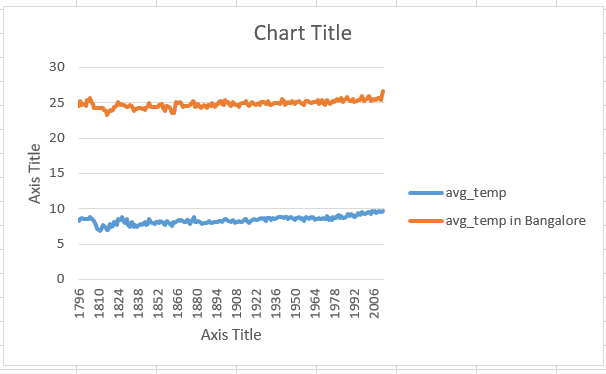 Chart Title
30
25
20
15
10
5
0
Axis Title
1796 1810 1824 1838 1852 1866 1880 1894 1908 1922 1936 1950 1964 1978 1992 2006
Axis Title
avg_temp
avg_temp in Bangalore